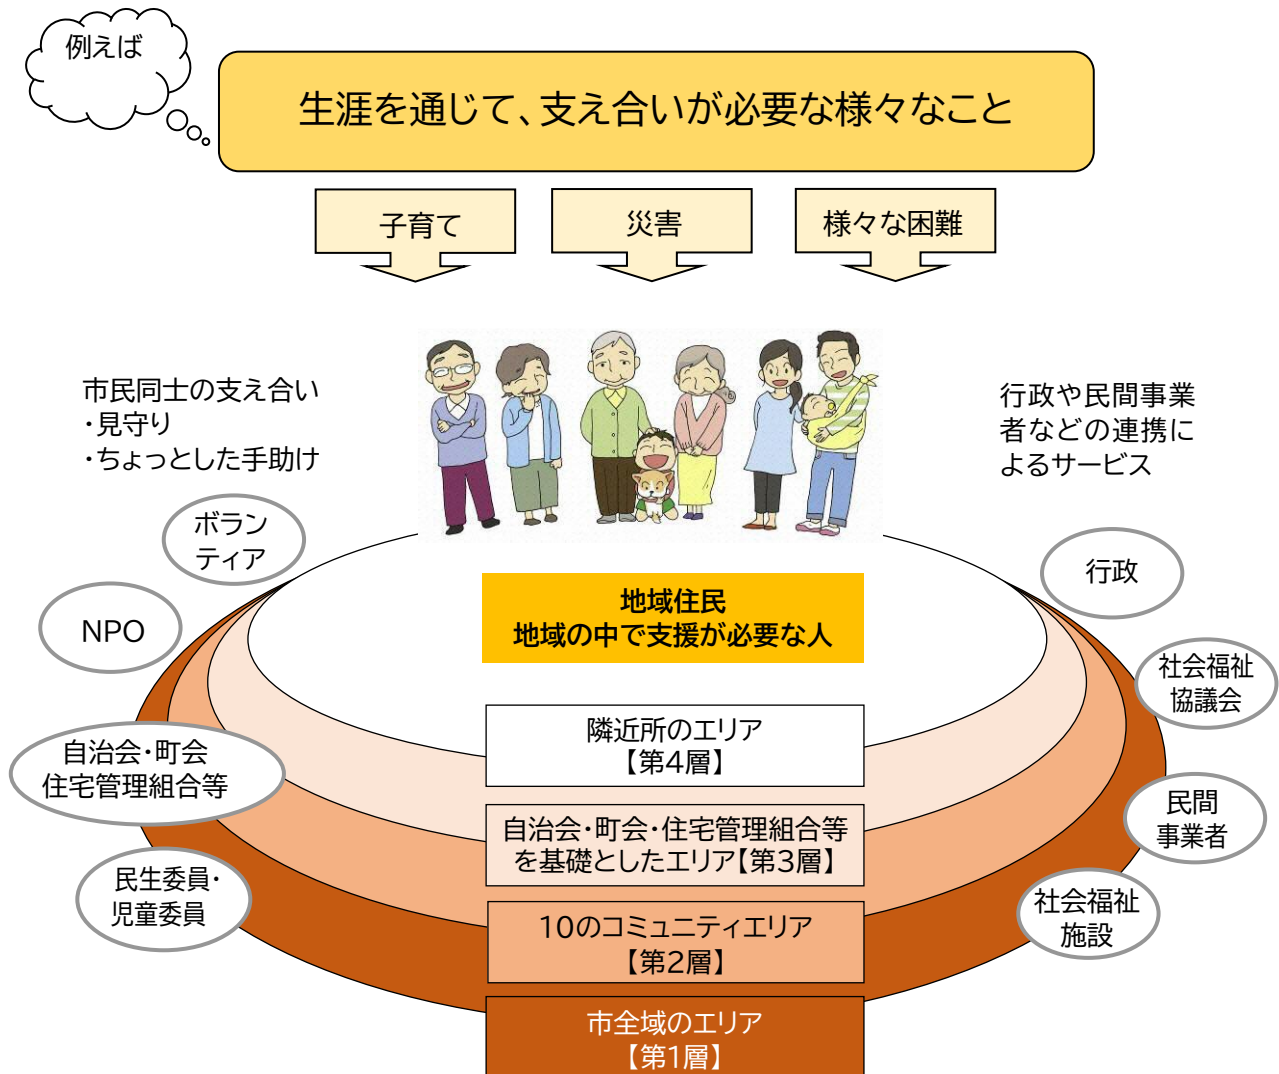 例えば
生涯を通じて、支え合いが必要な様々なこと
子育て
災害
様々な困難
市民同士の支え合い
・見守り
・ちょっとした手助け
行政や民間事業
者などの連携に
よるサービス
ボラン
ティア
NPO
自治会・町会
住宅管理組合等
民生委員・
児童委員
行政
社会福祉
協議会
民間
事業者
社会福祉
施設
地域住民
地域の中で支援が必要な人
隣近所のエリア
【第4層】
自治会・町会・住宅管理組合等
を基礎としたエリア【第3層】
10のコミュニティエリア
【第2層】
市全域のエリア
【第1層】